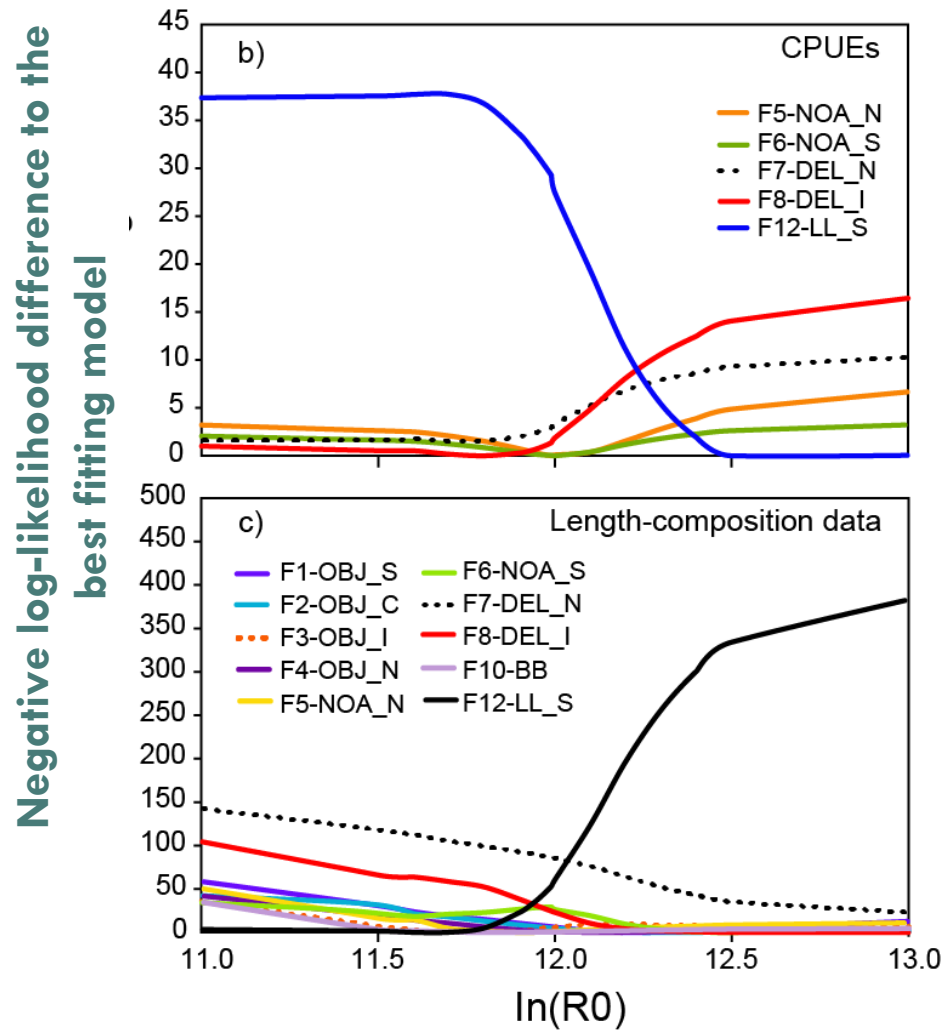 Negative log-likelihood difference to the
best fitting model
b)
CPUEs
45
40
35
30
25
20
15
10
5
0
F5-NOA_N
F6-NOA_S
F7-DEL_N
F8-DEL_I
F12-LL_S
c)
Length-composition data
500
450
400
350
300
250
200
150
100
50
0
F1-OBJ_S
F2-OBJ_C
F3-OBJ_I
F4-OBJ_N
F5-NOA_N
F6-NOA_S
F7-DEL_N
F8-DEL_I
F10-BB
F12-LL_S
11.0 11.5 12.0 12.5 13.0
ln(R0)